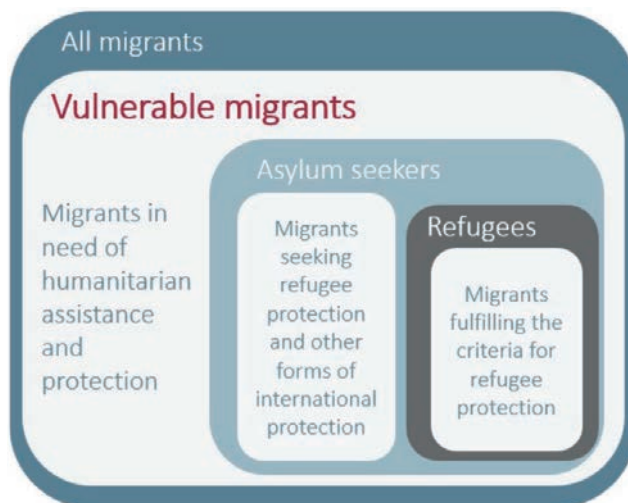 All migrants
Vulnerable migrants
Migrants in
need of
humanitarian
assistance
and
protection
Asylum seekers
Migrants
seeking
refugee
protection
and other
forms of
international
protection
Refugees
Migrants
fulfilling the
criteria for
refugee
protection